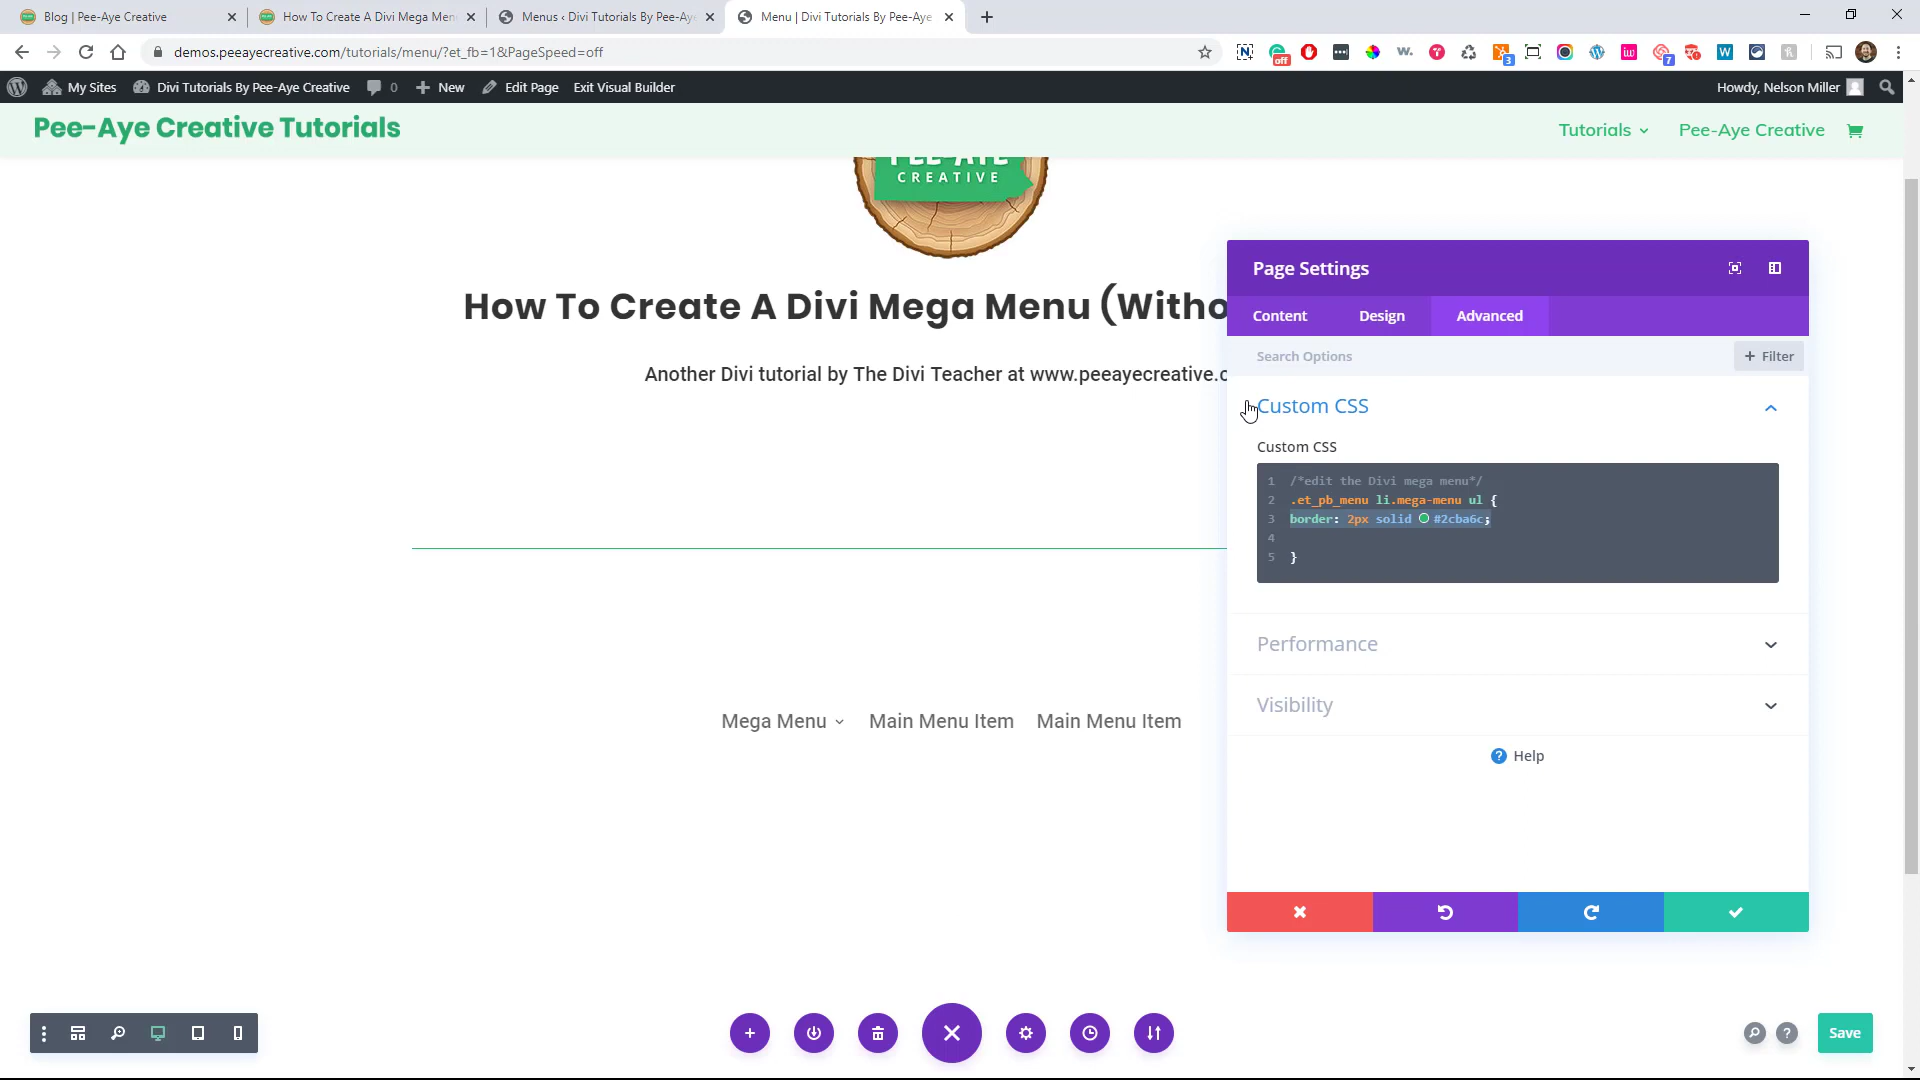 Blog | Pee-Aye Creative
How To Create A Divi Mega Men
Menus ‹ Divi Tutorials By Pee-Ay
Menu | Divi Tutorials By Pee-Aye
demos.peeayecreative.com/tutorials/menu/?et_fb=1&PageSpeed=off
off
3
7
My Sites
Divi Tutorials By Pee-Aye Creative
0
New
Edit Page
Exit Visual Builder
Howdy, Nelson Miller
Pee-Aye Creative Tutorials
Tutorials
Pee-Aye Creative
PEE-AYE
CREATIVE
How To Create A Divi Mega Menu (Witho
Another Divi tutorial by The Divi Teacher at www.peeayecreative.c
Mega Menu
Main Menu Item
Main Menu Item
Page Settings
Content
Design
Advanced
Search Options
+ Filter
Custom CSS
Custom CSS
1 /*edit the Divi mega menu*/
2 .et_pb_menu li.mega-menu ul {
3 border: 2px solid #2cba6c;
4
5 }
Performance
Visibility
Help
Save